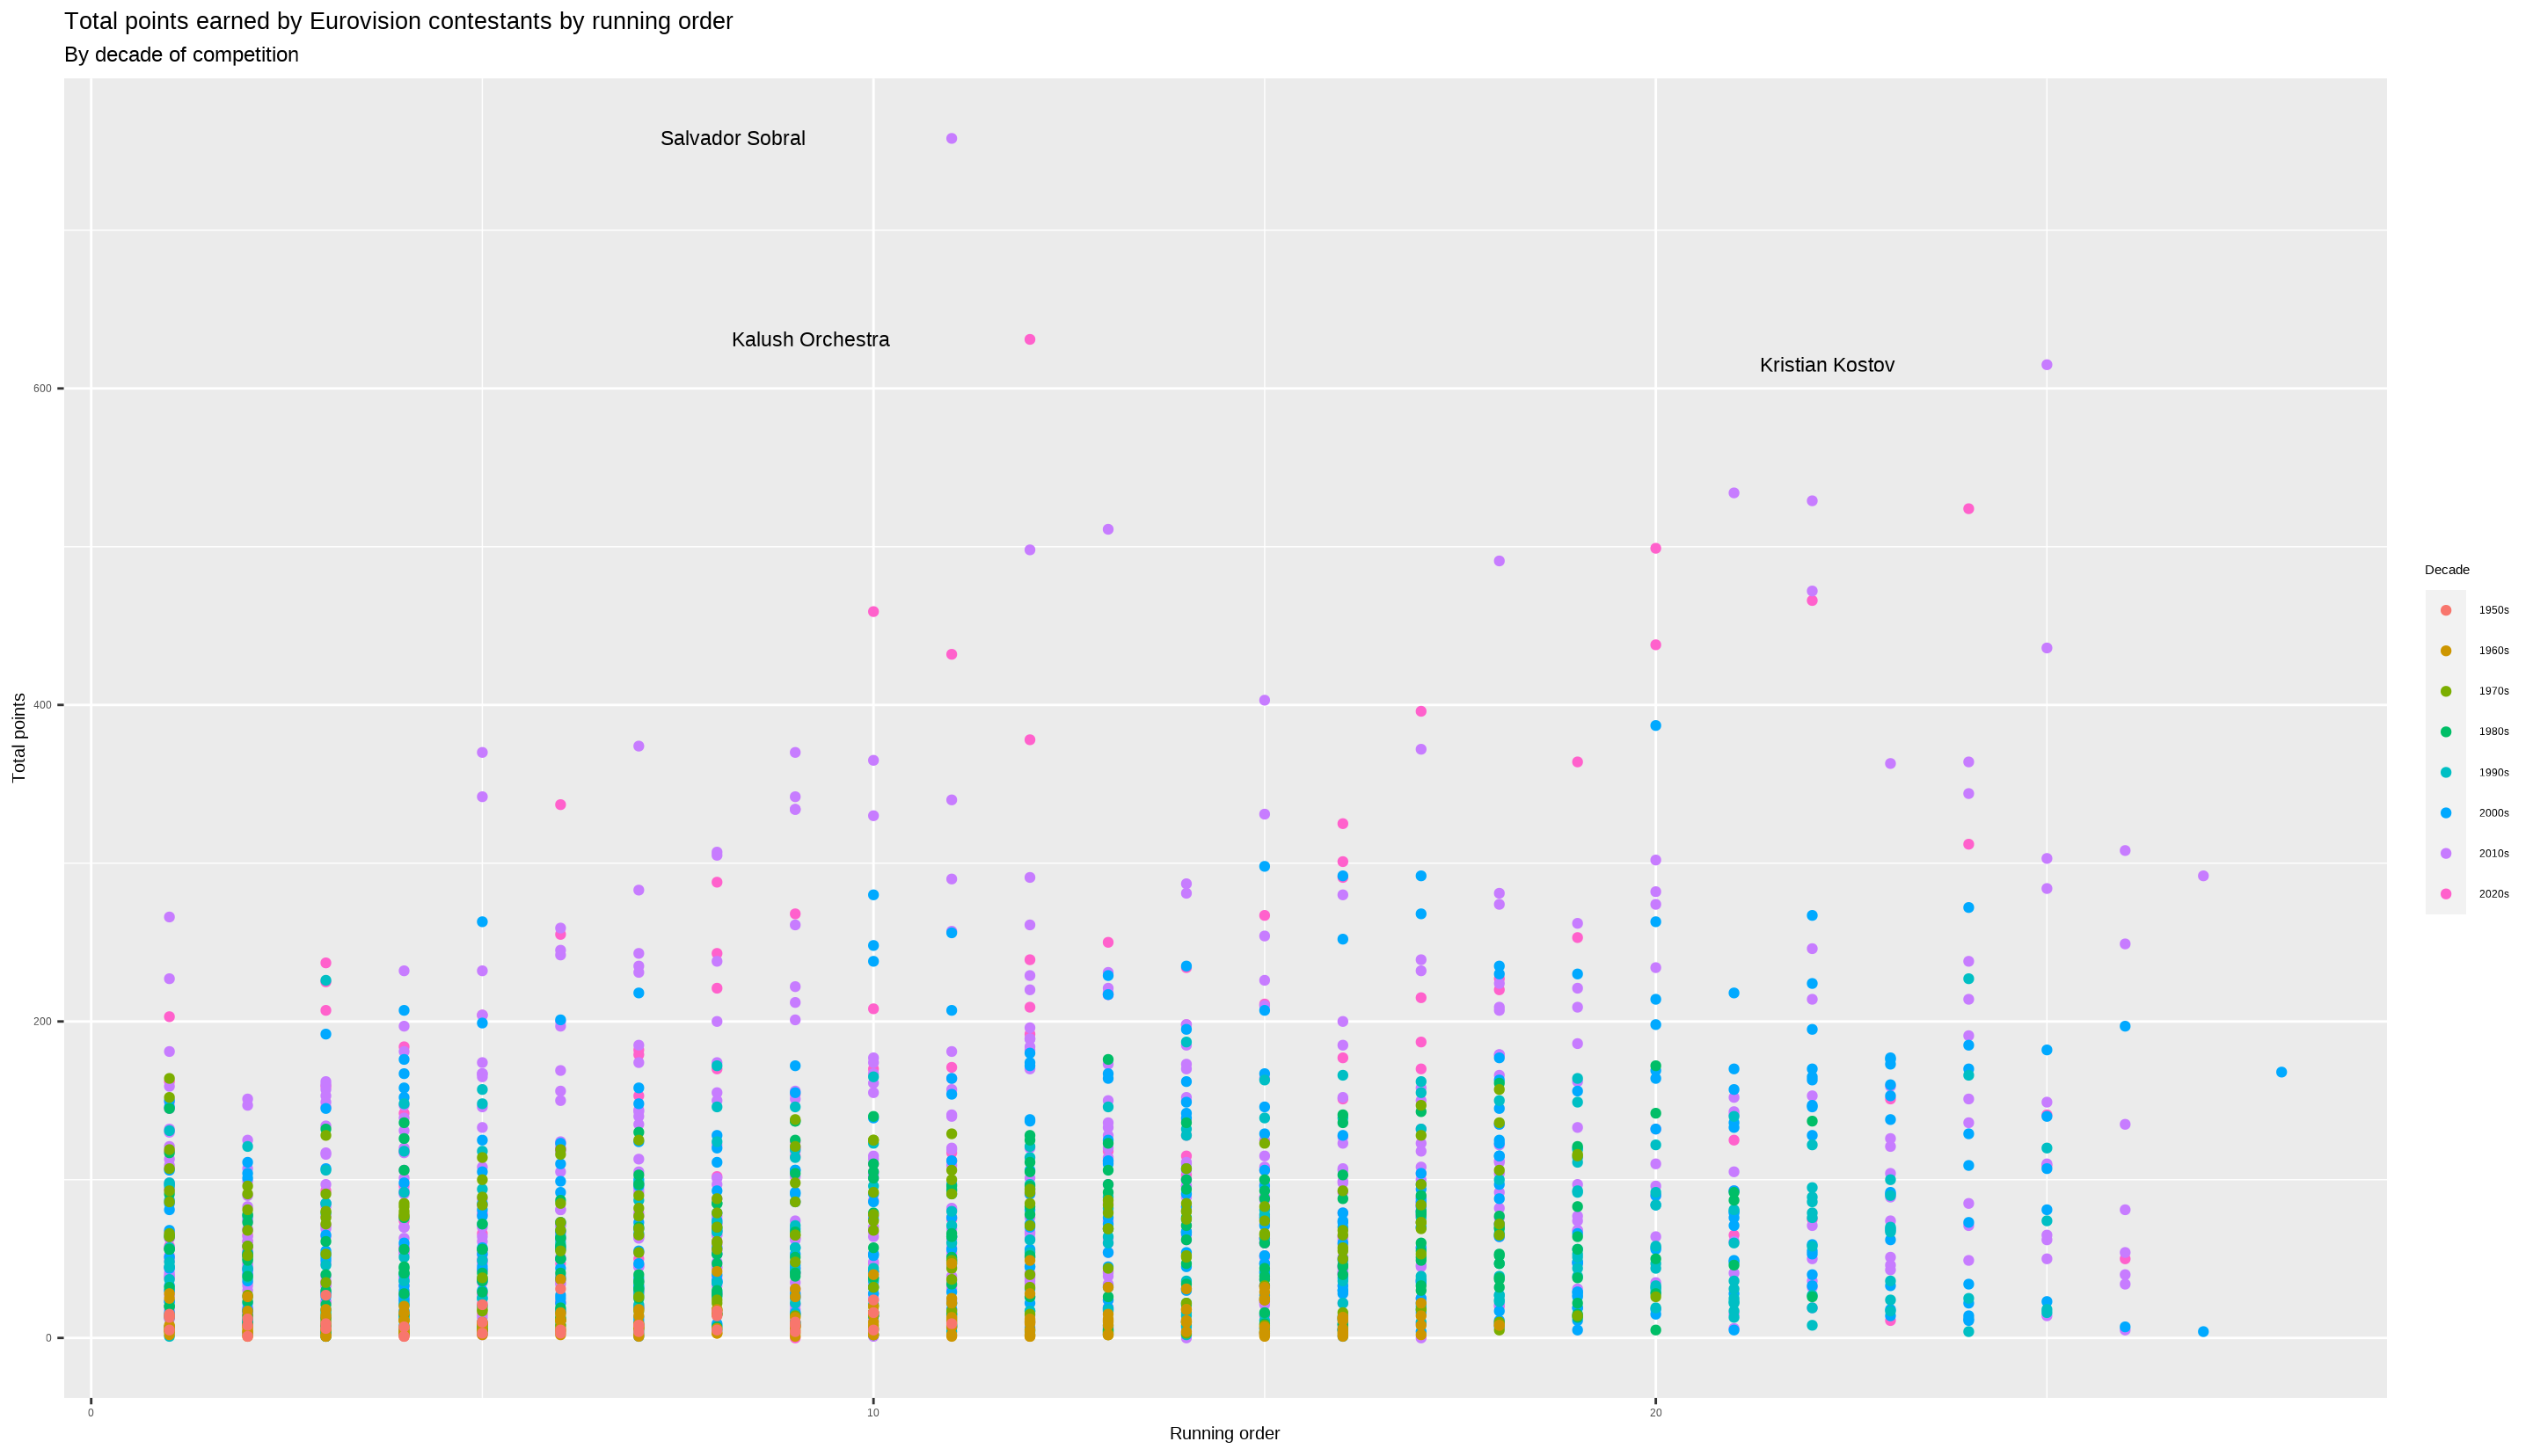 Total points earned by Eurovision contestants by running order
By decade of competition
Salvador Sobral
Kalush Orchestra
Kristian Kostov
600
400
200
0
Total points
0
10
20
Running order
Decade
1950s
1960s
1970s
1980s
1990s
2000s
2010s
2020s